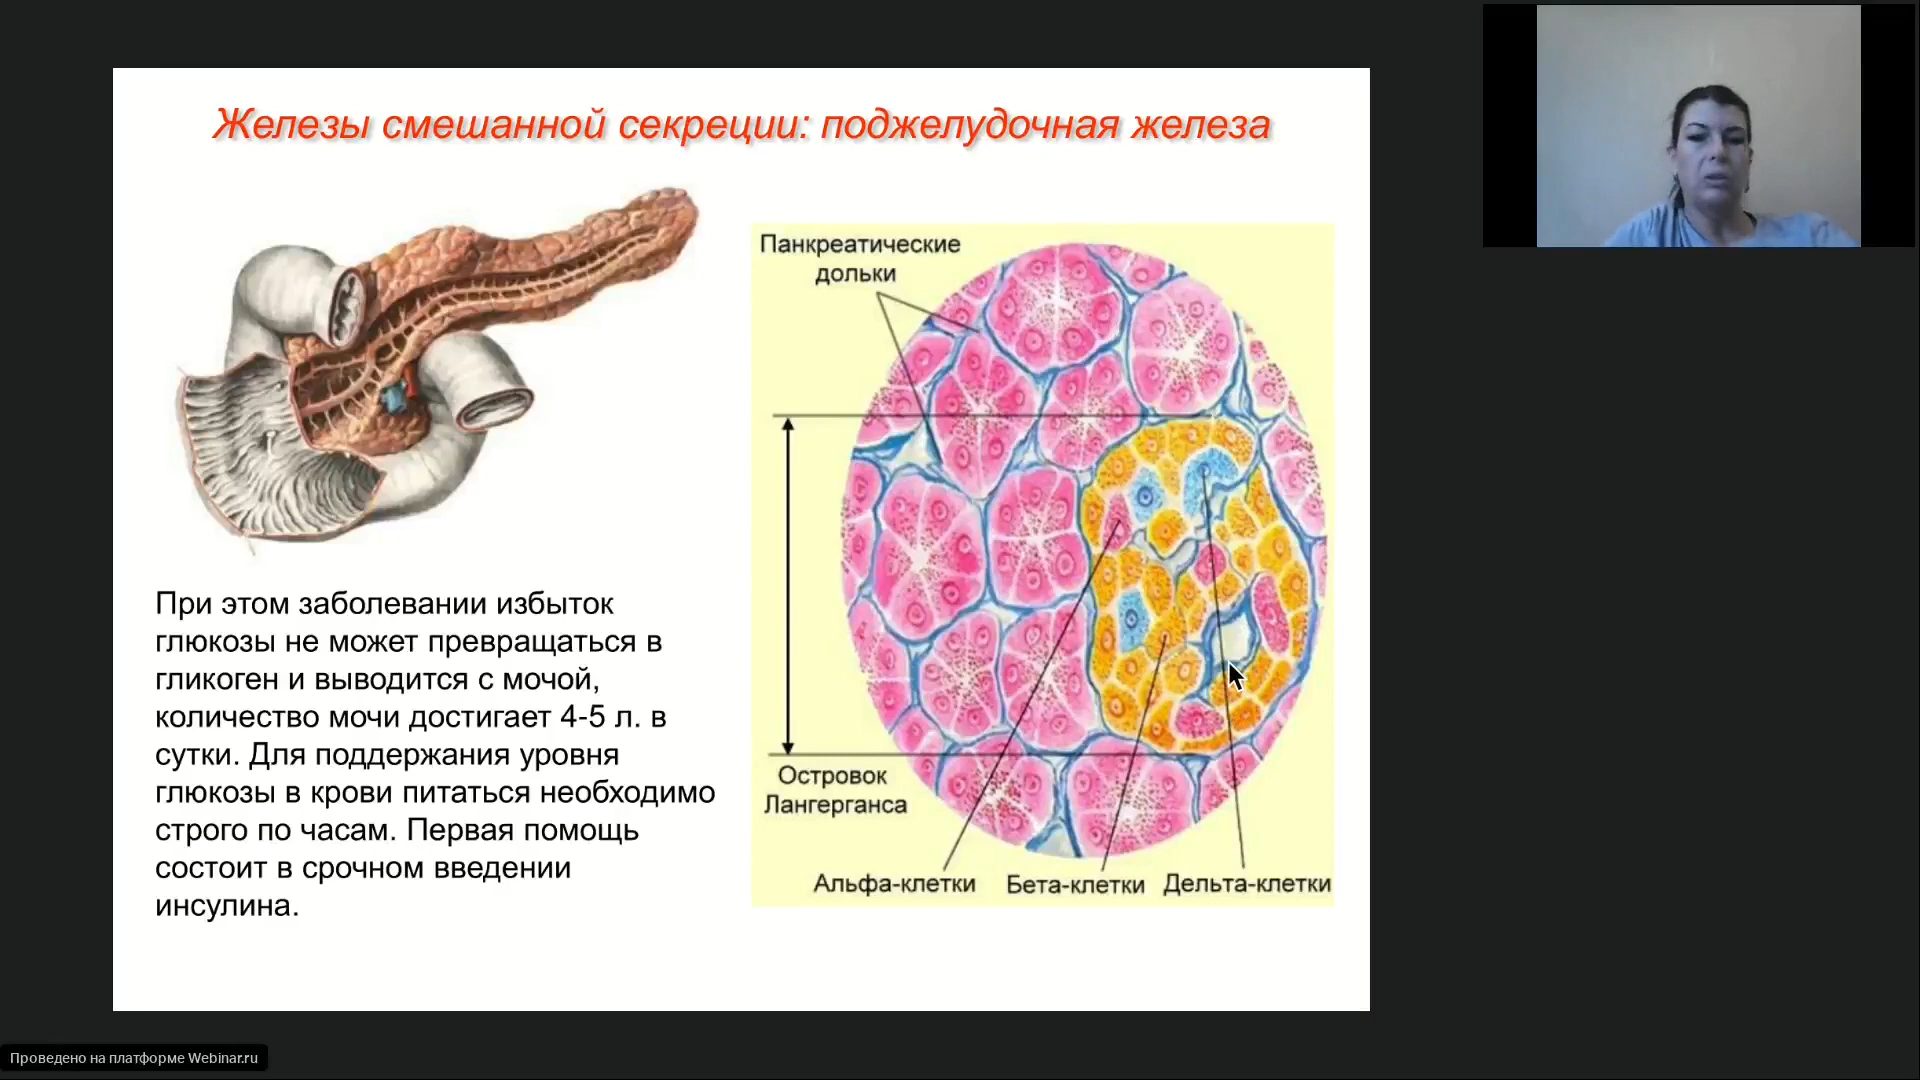 Железы смешанной секреции: поджелудочная железа
Панкреатические
дольки
Островок
Лангерганса
Альфа-клетки
Бета-клетки
Дельта-клетки
При этом заболевании избыток
глюкозы не может превращаться в
гликоген и выводится с мочой,
количество мочи достигает 4-5 л. в
сутки. Для поддержания уровня
глюкозы в крови питаться необходимо
строго по часам. Первая помощь
состоит в срочном введении
инсулина.
Проведено на платформе Webinar.ru